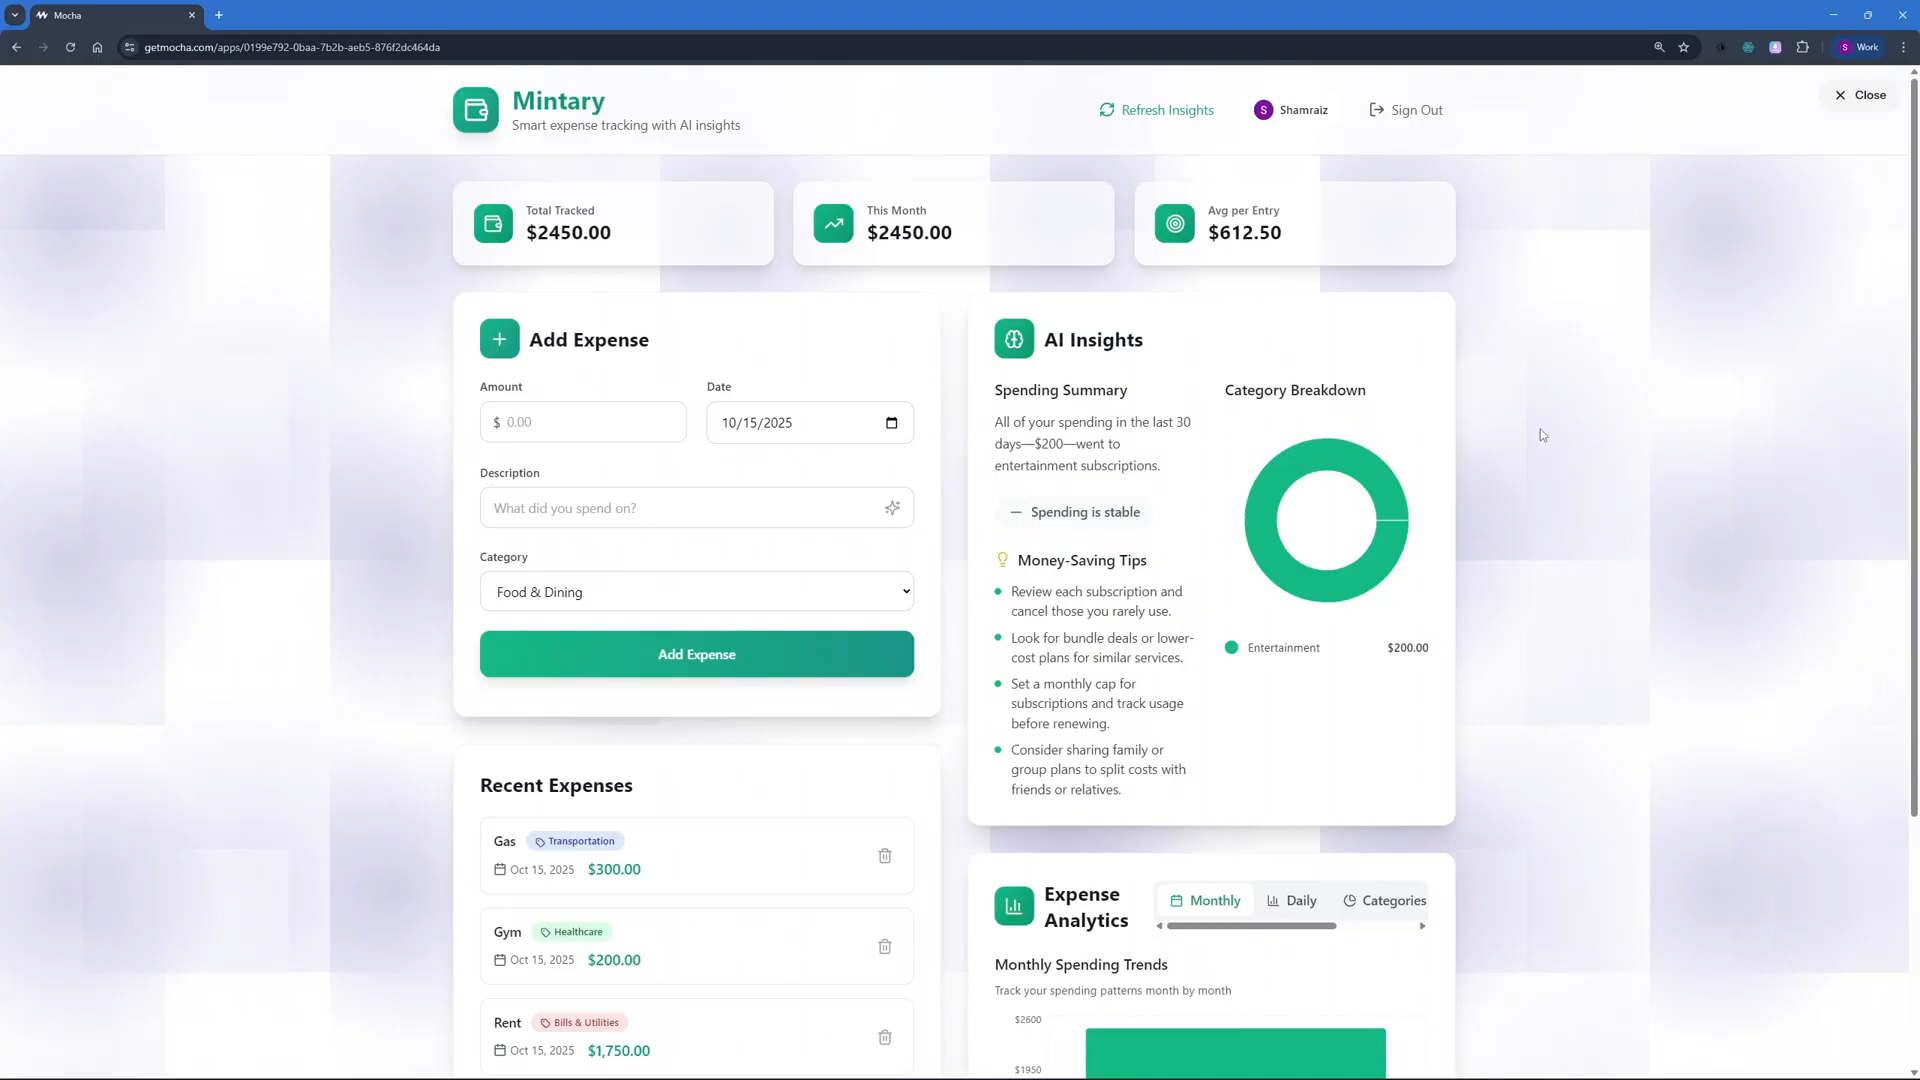 Mocha
getmocha.com/apps/0199e792-0baa-7b2b-aeb5-876f2dc464da
S Work
Mintary
Smart expense tracking with AI insights
Refresh Insights
S Shamraiz
Sign Out
Close
Total Tracked
$2450.00
This Month
$2450.00
Avg per Entry
$612.50
Add Expense
Amount
Date
$ 0.00
10/15/2025
Description
What did you spend on?
Category
Food & Dining
Add Expense
AI Insights
Spending Summary
All of your spending in the last 30
days—$200—went to
entertainment subscriptions.
Spending is stable
Money-Saving Tips
Review each subscription and
cancel those you rarely use.
Look for bundle deals or lower-
cost plans for similar services.
Set a monthly cap for
subscriptions and track usage
before renewing.
Consider sharing family or
group plans to split costs with
friends or relatives.
Category Breakdown
Entertainment $200.00
Recent Expenses
Gas Transportation
Oct 15, 2025 $300.00
Gym Healthcare
Oct 15, 2025 $200.00
Rent Bills & Utilities
Oct 15, 2025 $1,750.00
Expense
Analytics
Monthly Daily Categories
Monthly Spending Trends
Track your spending patterns month by month
$2600
$1950